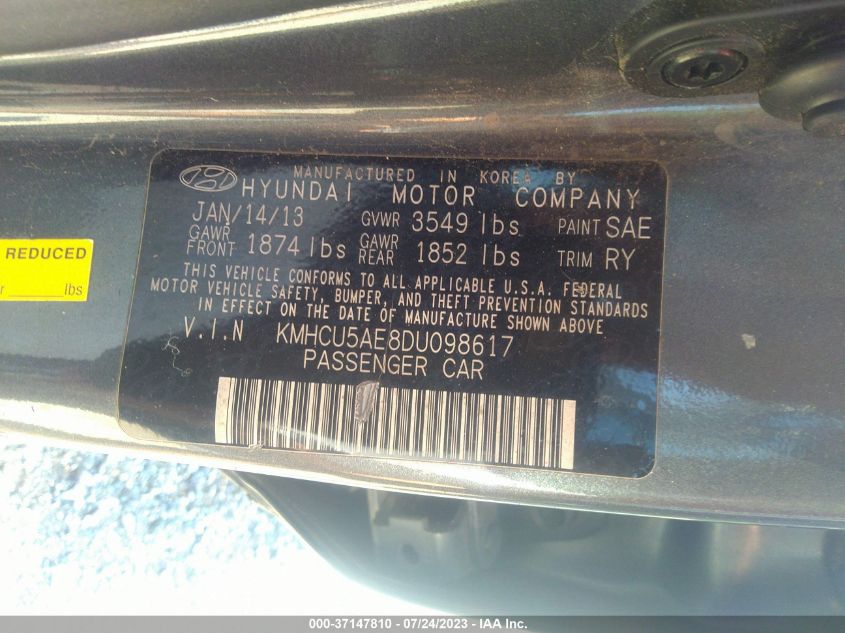 MANUFACTURED IN KOREA BY
HYUNDAI MOTOR COMPANY
JAN/14/13 GVWR 3549 lbs PAINT SAE
GAWR FRONT 1874 lbs GAWR REAR 1852 lbs TRIM RY
THIS VEHICLE CONFORMS TO ALL APPLICABLE U.S.A. FEDERAL
MOTOR VEHICLE SAFETY, BUMPER, AND THEFT PREVENTION STANDARDS
IN EFFECT ON THE DATE OF MANUFACTURE SHOWN ABOVE.
V.I.N KMHCU5AE8DU098617
PASSENGER CAR
REDUCED
lbs
000-37147810 - 07/24/2023 - IAA Inc.